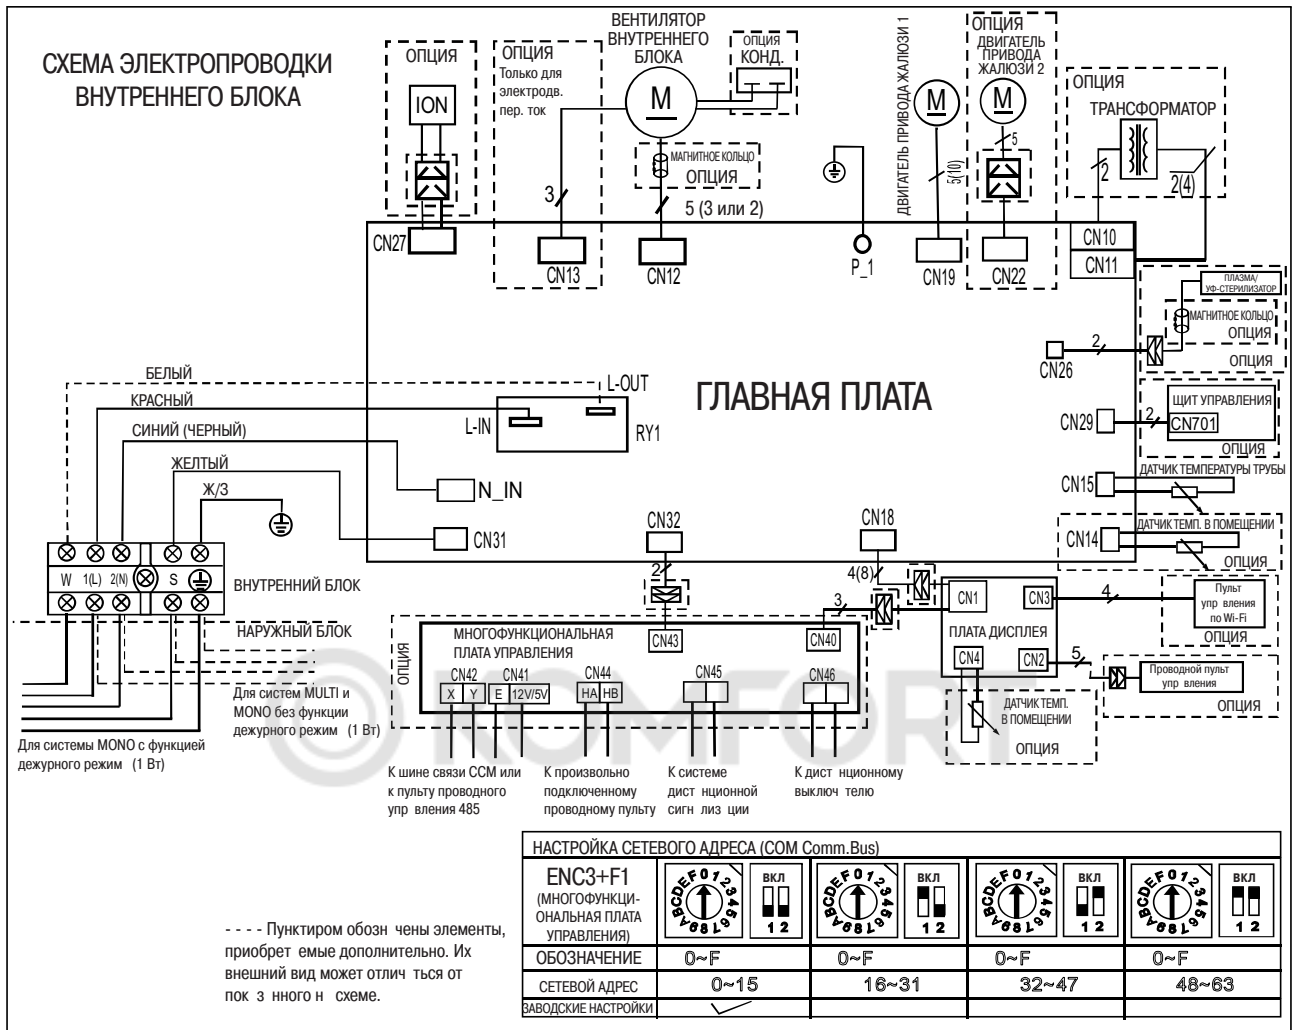 СХЕМА ЭЛЕКТРОПРОВОДКИ
ВНУТРЕННЕГО БЛОКА
ОПЦИЯ
ION
CN27
ОПЦИЯ
Только для
электродв.
пер. ток
3
CN13
ВЕНТИЛЯТОР
ВНУТРЕННЕГО
БЛОКА
M
ОПЦИЯ
КОНД.
МАГНИТНОЕ КОЛЬЦО
ОПЦИЯ
5 (3 или 2)
CN12
P_1
ДВИГАТЕЛЬ ПРИВОДА ЖАЛЮЗИ 1
M
5(10)
CN19
ОПЦИЯ
ДВИГАТЕЛЬ
ПРИВОДА
ЖАЛЮЗИ 2
M
5
CN22
ОПЦИЯ
ТРАНСФОРМАТОР
2
2(4)
CN10
CN11
ПЛАЗМА/
УФ-СТЕРИЛИЗАТОР
МАГНИТНОЕ КОЛЬЦО
ОПЦИЯ
2
CN26
ОПЦИЯ
ГЛАВНАЯ ПЛАТА
ЩИТ УПРАВЛЕНИЯ
CN29
2
CN701
ОПЦИЯ
ДАТЧИК ТЕМПЕРАТУРЫ ТРУБЫ
CN15
ДАТЧИК ТЕМП. В ПОМЕЩЕНИИ
CN14
ОПЦИЯ
БЕЛЫЙ
L-OUT
КРАСНЫЙ
L-IN
RY1
СИНИЙ (ЧЕРНЫЙ)
ЖЕЛТЫЙ
N_IN
Ж/З
CN31
CN32
CN18
2
4(8)
W
1(L)
2(N)
S
ВНУТРЕННИЙ БЛОК
НАРУЖНЫЙ БЛОК
Для систем MULTI и
MONO без функции
дежурного режим (1 Вт)
Для системы MONO с функцией
дежурного режим (1 Вт)
ОПЦИЯ
МНОГОФУНКЦИОНАЛЬНАЯ
ПЛАТА УПРАВЛЕНИЯ
CN43
3
CN40
CN42
X
Y
CN41
E
12V/5V
CN44
HA
HB
CN45
CN46
К шине связи CCM или
к пульту проводного
упр вления 485
К произвольно
подключенному
проводному пульту
К системе
дист нционной
сигн лиз ции
К дист нционному
выключ телю
CN1
CN3
ПЛАТА ДИСПЛЕЯ
CN4
CN2
4
Пульт
упр вления
по Wi-Fi
ОПЦИЯ
5
Проводной пульт
упр вления
ОПЦИЯ
ДАТЧИК ТЕМП.
В ПОМЕЩЕНИИ
ОПЦИЯ
KOMFORT
- - - - Пунктиром обозн чены элементы,
приобрет емые дополнительно. Их
внешний вид может отлич ться от
пок з нного н схеме.
НАСТРОЙКА СЕТЕВОГО АДРЕСА (COM Comm.Bus)
ENC3+F1
(МНОГОФУНКЦИ-
ОНАЛЬНАЯ ПЛАТА
УПРАВЛЕНИЯ)
0123456789ABCDEF
ВКЛ
1 2
0123456789ABCDEF
ВКЛ
1 2
0123456789ABCDEF
ВКЛ
1 2
0123456789ABCDEF
ВКЛ
1 2
ОБОЗНАЧЕНИЕ 0~F 0~F 0~F 0~F
СЕТЕВОЙ АДРЕС 0~15 16~31 32~47 48~63
ЗАВОДСКИЕ НАСТРОЙКИ